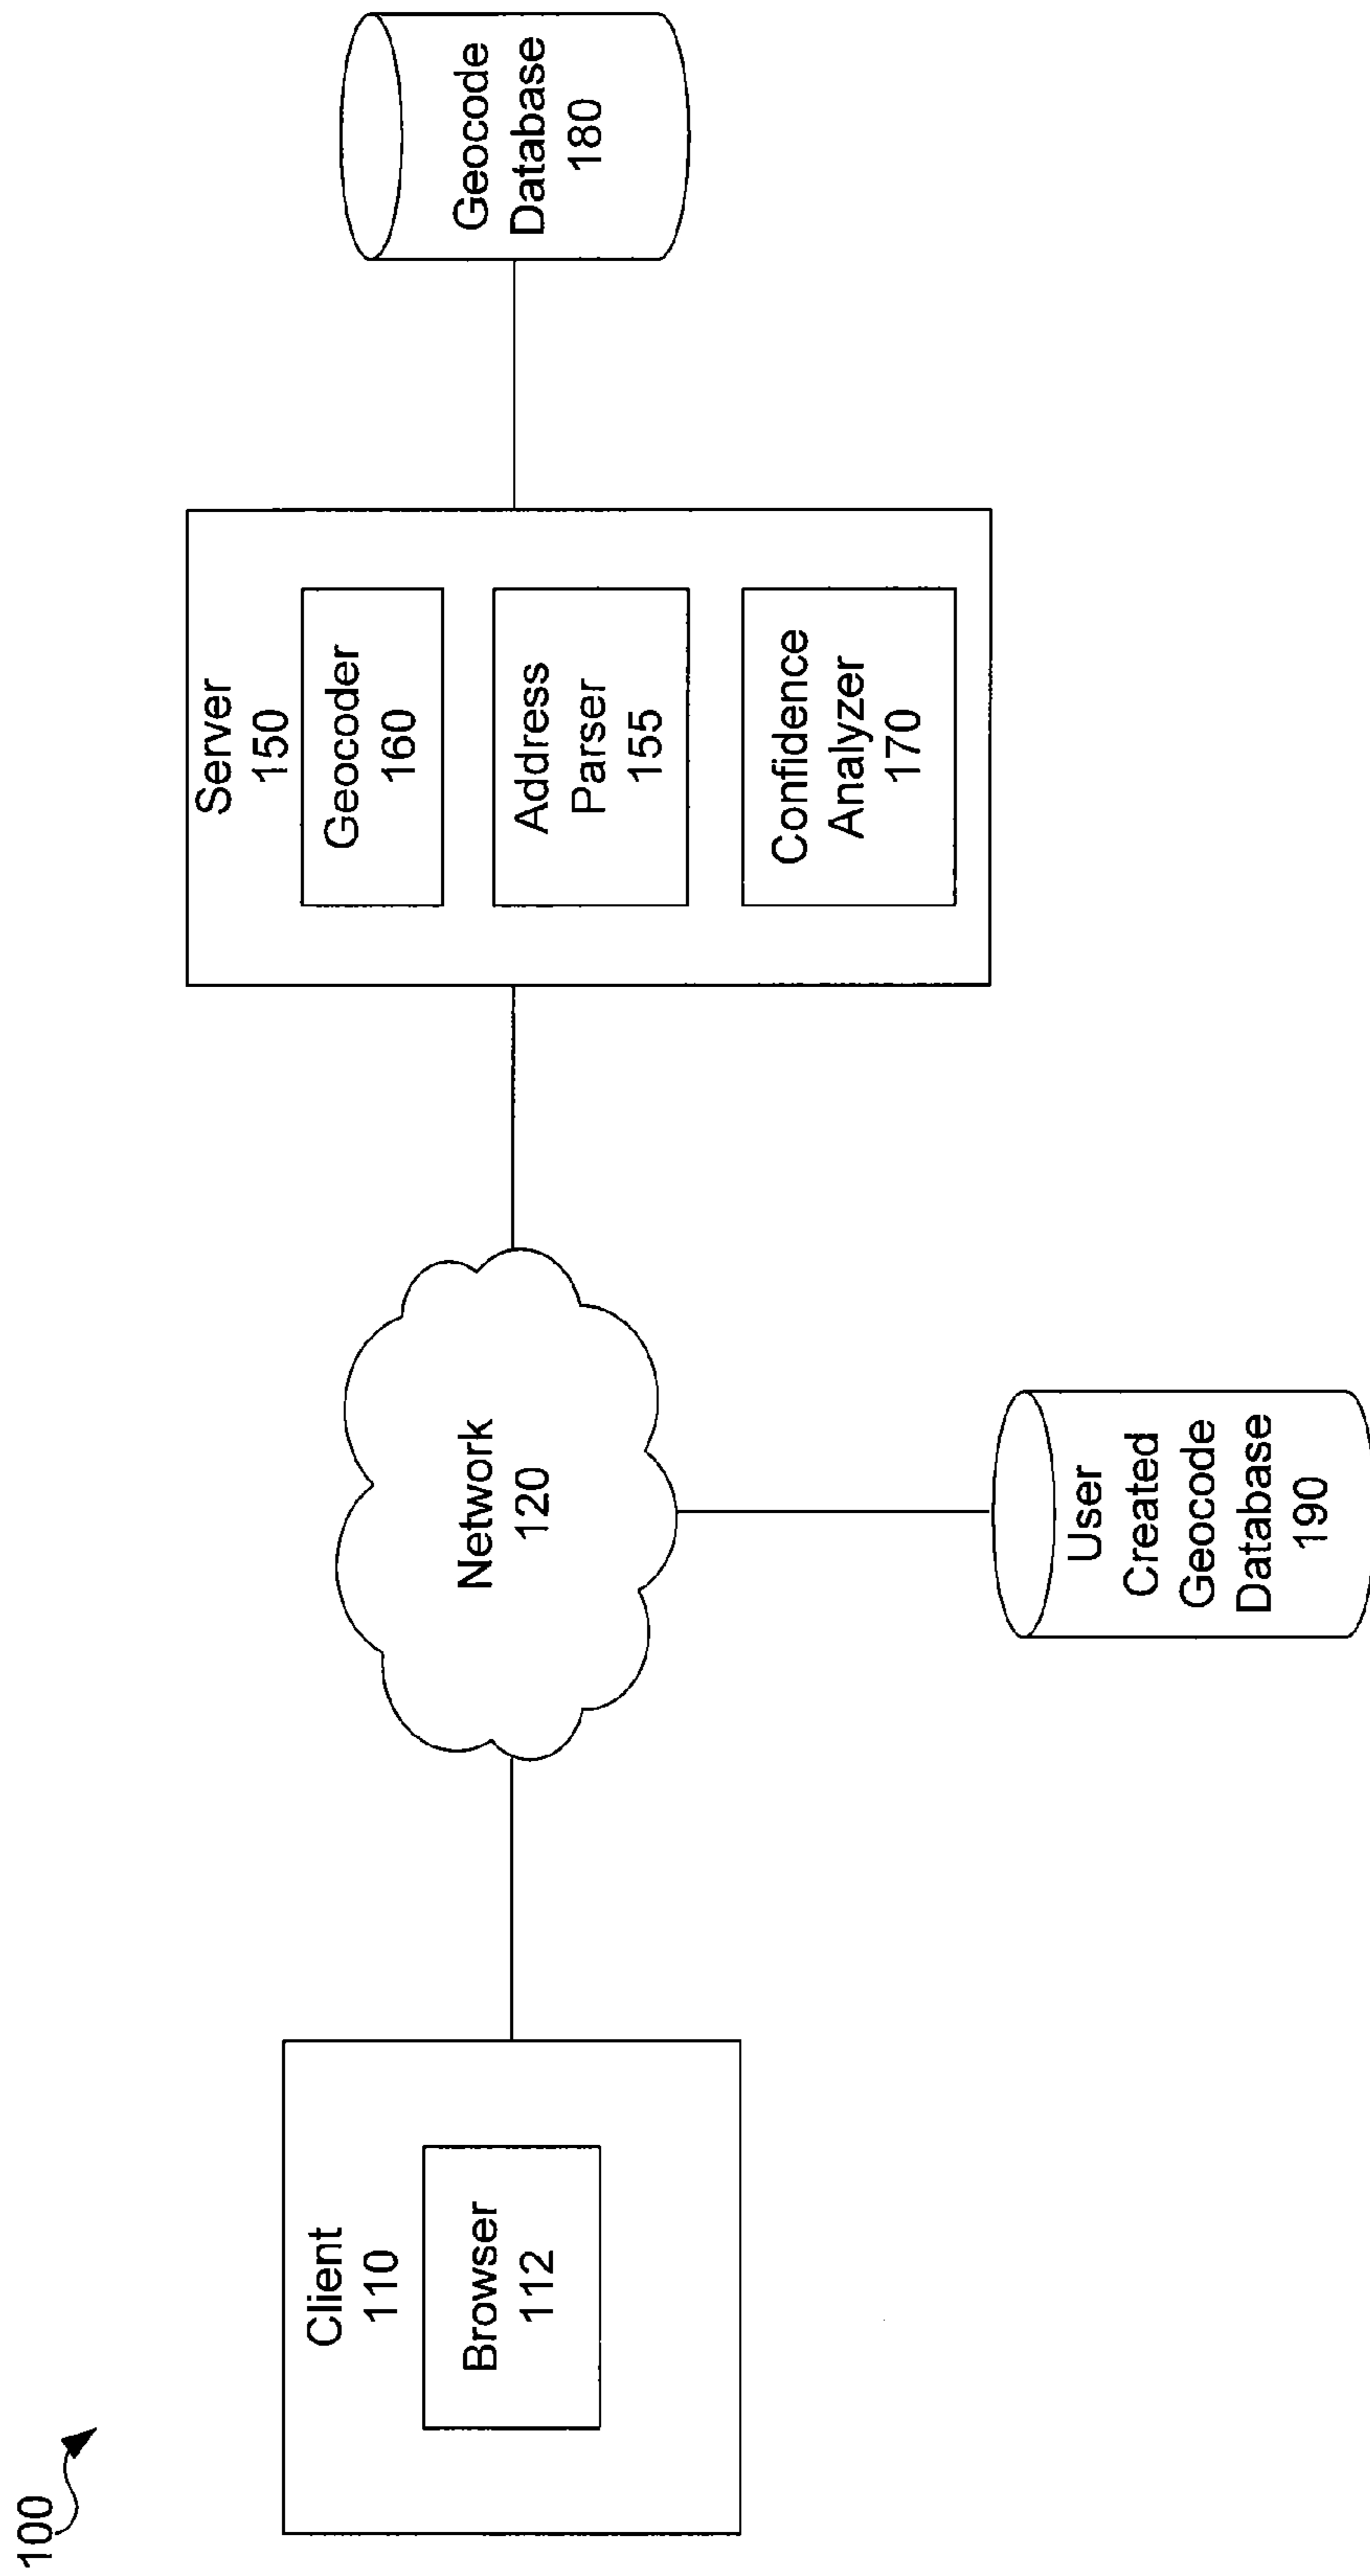 100
Client
110
Browser
112
Network
120
User
Created
Geocode
Database
190
Server
150
Geocoder
160
Address
Parser
155
Confidence
Analyzer
170
Geocode
Database
180